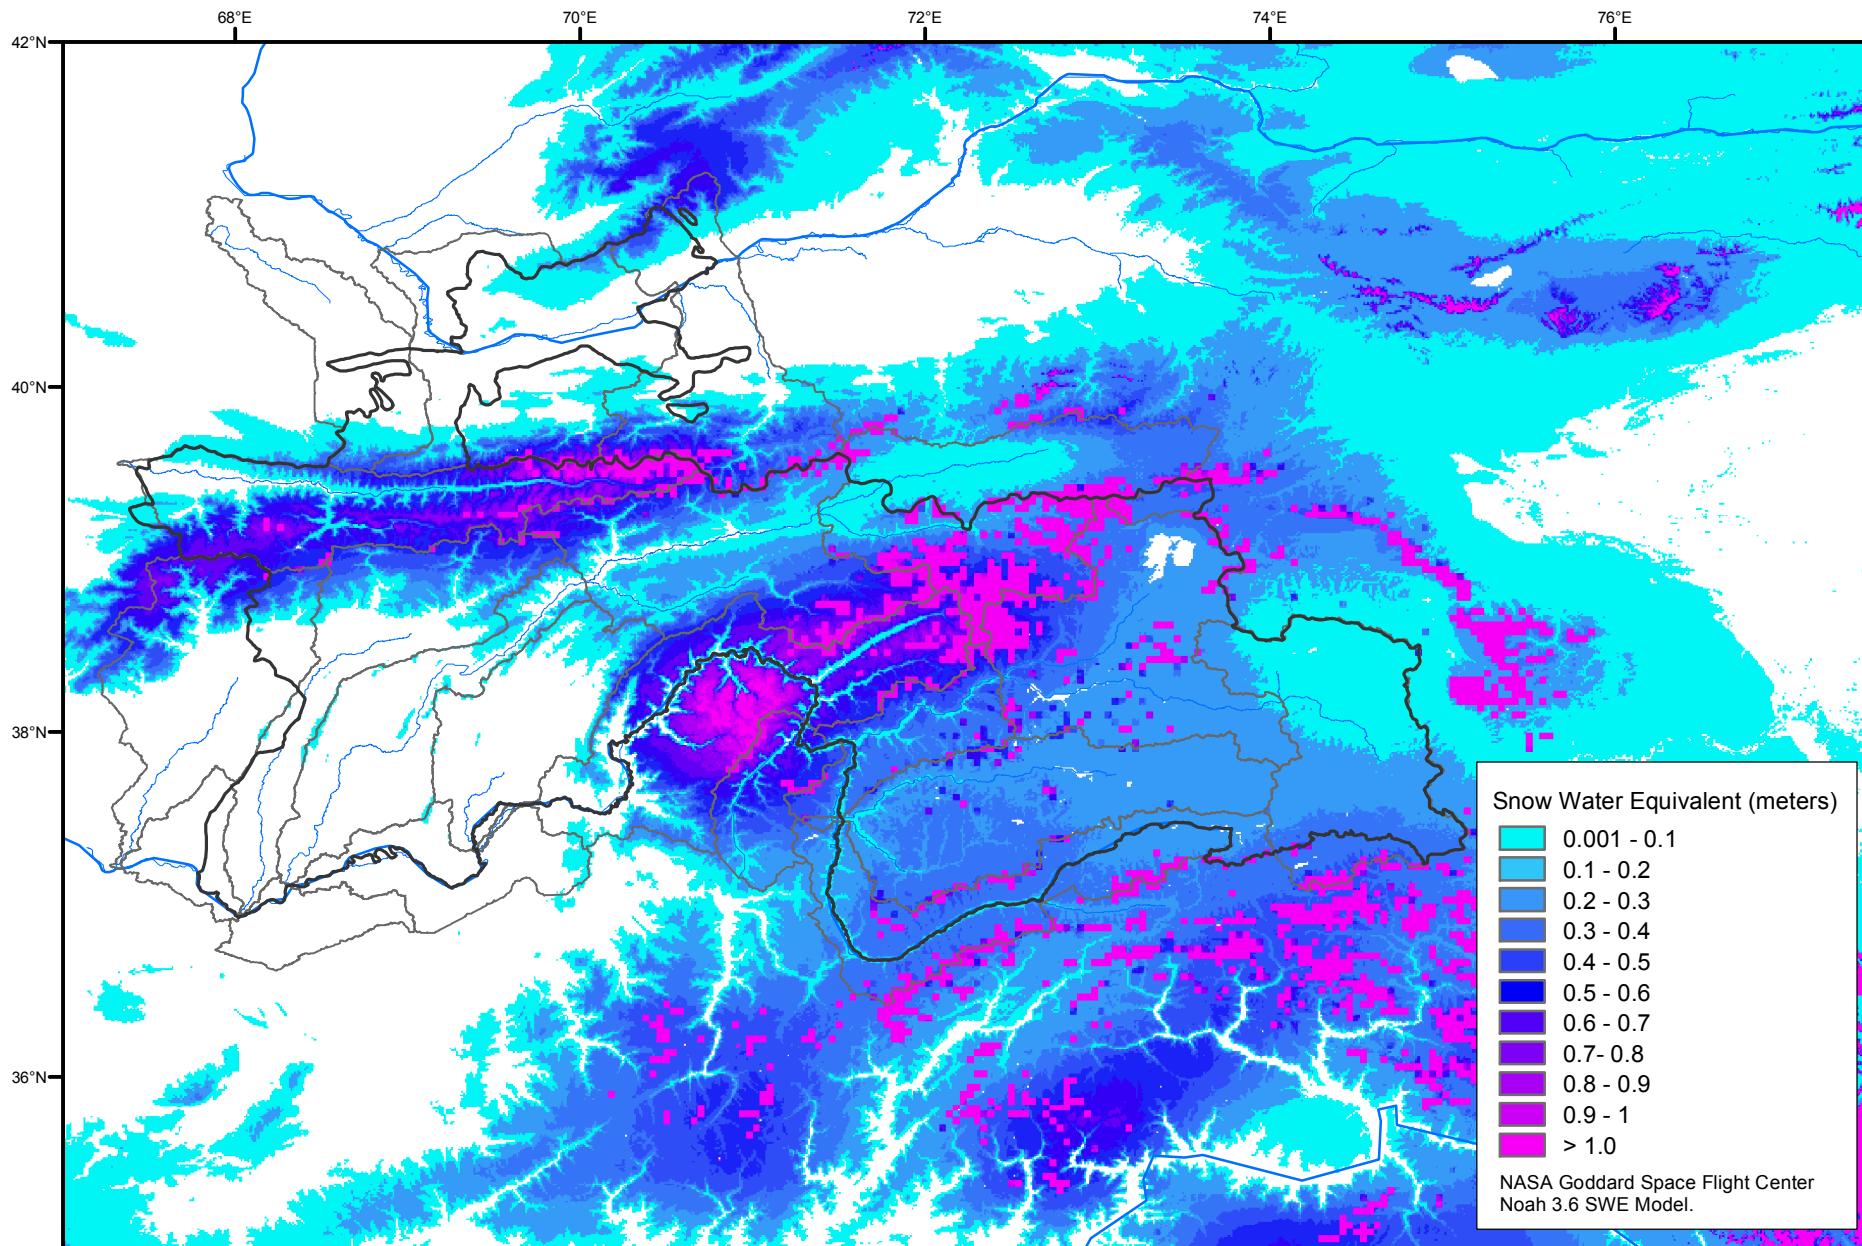 68°E 70°E 72°E 74°E 76°E
42°N
40°N
38°N
36°N
Snow Water Equivalent (meters)
0.001 - 0.1
0.1 - 0.2
0.2 - 0.3
0.3 - 0.4
0.4 - 0.5
0.5 - 0.6
0.6 - 0.7
0.7- 0.8
0.8 - 0.9
0.9 - 1
> 1.0
NASA Goddard Space Flight Center
Noah 3.6 SWE Model.